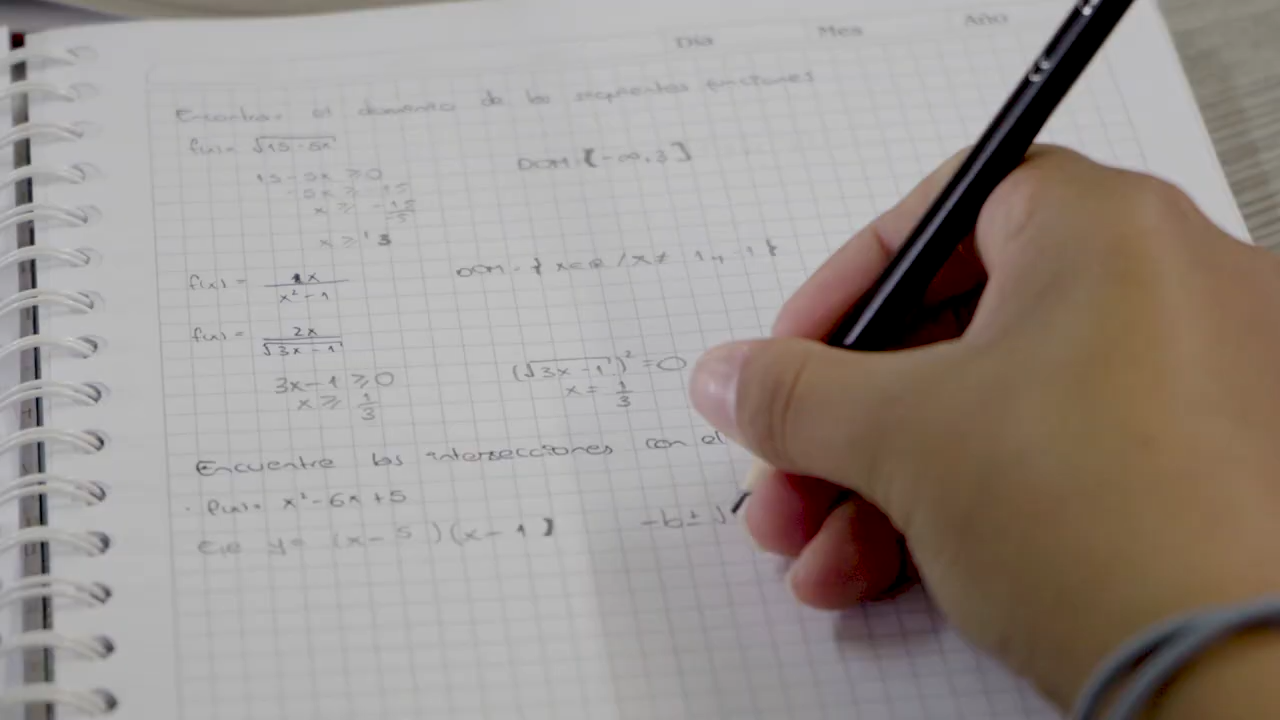 Día Mes Año
Encontrar el dominio de las siguientes funciones
f(x)= √15-5x DOM: (-∞,3]
15-5x ≥0
-5x ≥ -15
x ≥ -15/5
x ≥ 3
f(x) = 1x/x²-1 DOM = { x∈R / x≠ 1, -1 }
f(x) = 2x/√3x-1
3x-1 ≥0 (√3x-1)² =0
x ≥ 1/3 x = 1/3
Encuentre las intersecciones con el
· f(x)= x²-6x+5
Eje y= (x-5)(x-1) -b±√